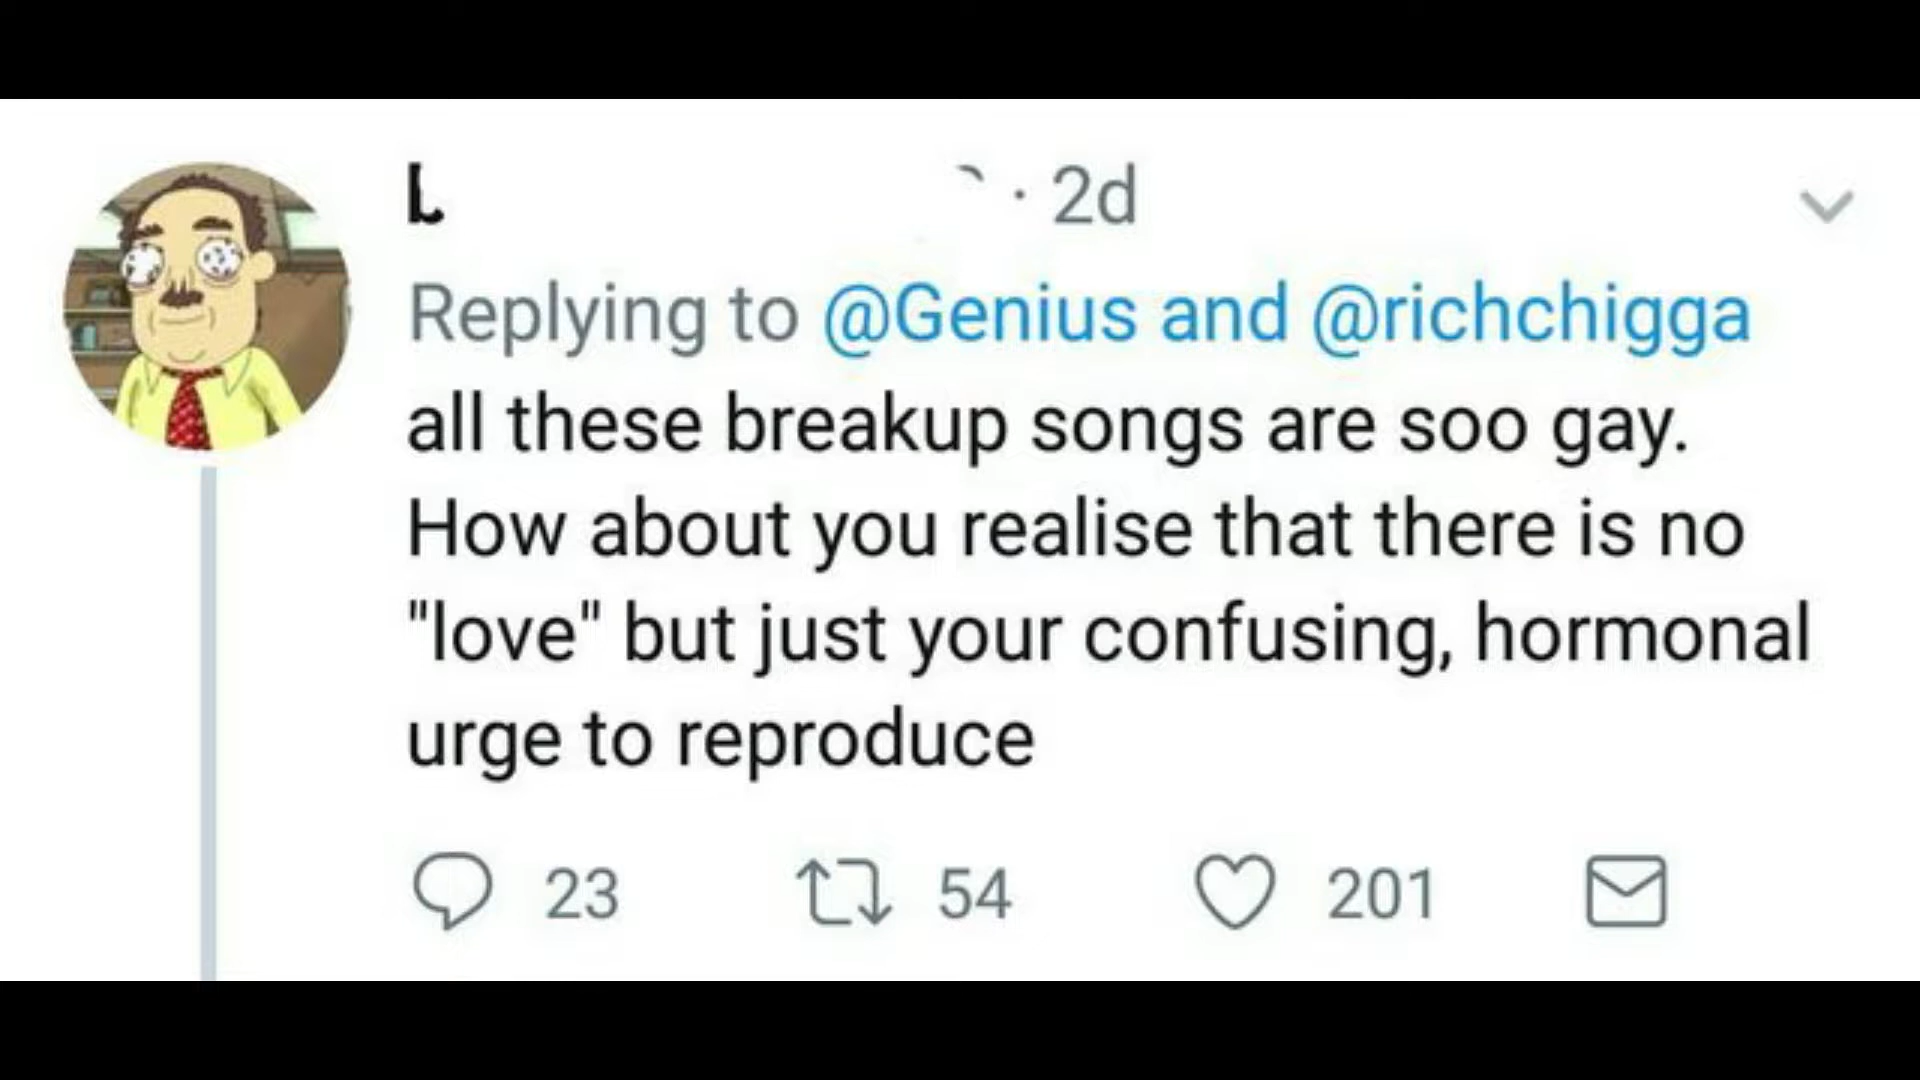 · 2d
Replying to @Genius and @richchigga
all these breakup songs are soo gay.
How about you realise that there is no
"love" but just your confusing, hormonal
urge to reproduce
23 54 201